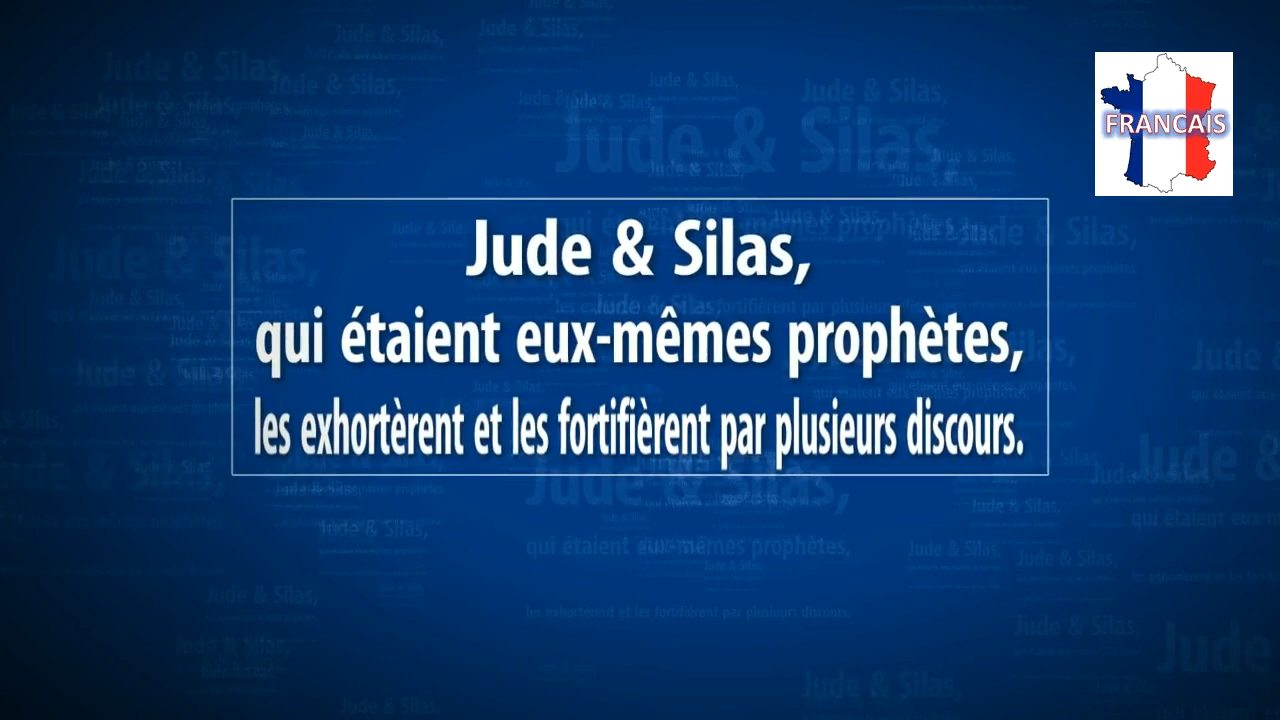 FRANCAIS
Jude & Silas,
qui étaient eux-mêmes prophètes,
les exhortèrent et les fortifièrent par plusieurs discours.